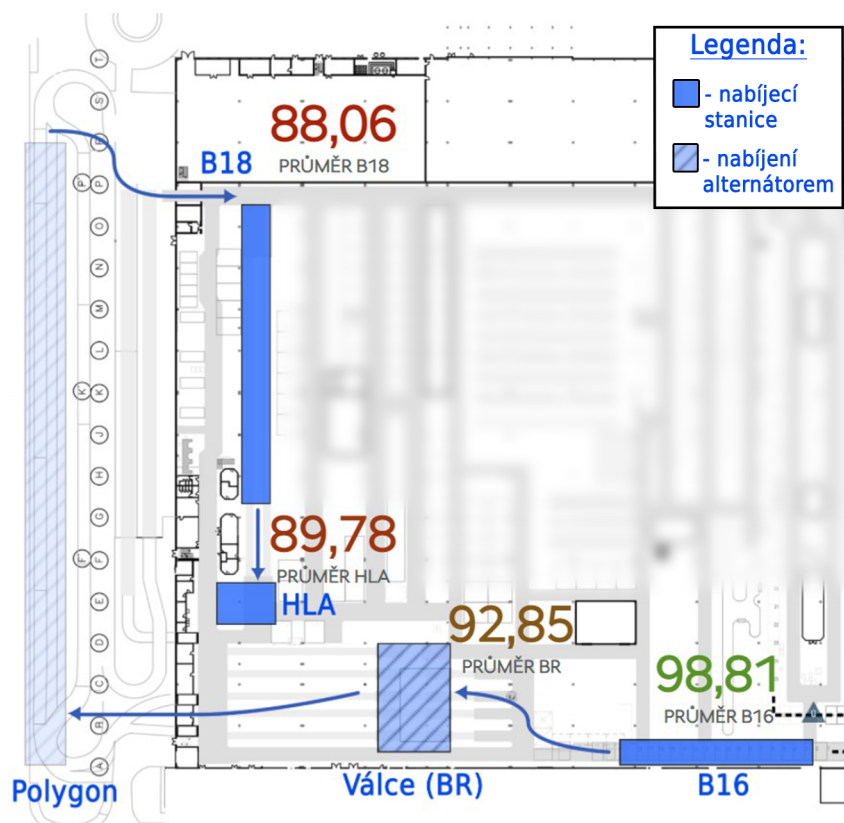 Legenda:
- nabíjecí
stanice
- nabíjení
alternátorem
T
S
P
P
O
N
M
L
K
K
J
H
G
F
F
E
D
C
B
A
88,06
B18
PRŮMĚR B18
89,78
PRŮMĚR HLA
HLA
92,85
PRŮMĚR BR
98,81
PRŮMĚR B16
Polygon
Válce (BR)
B16